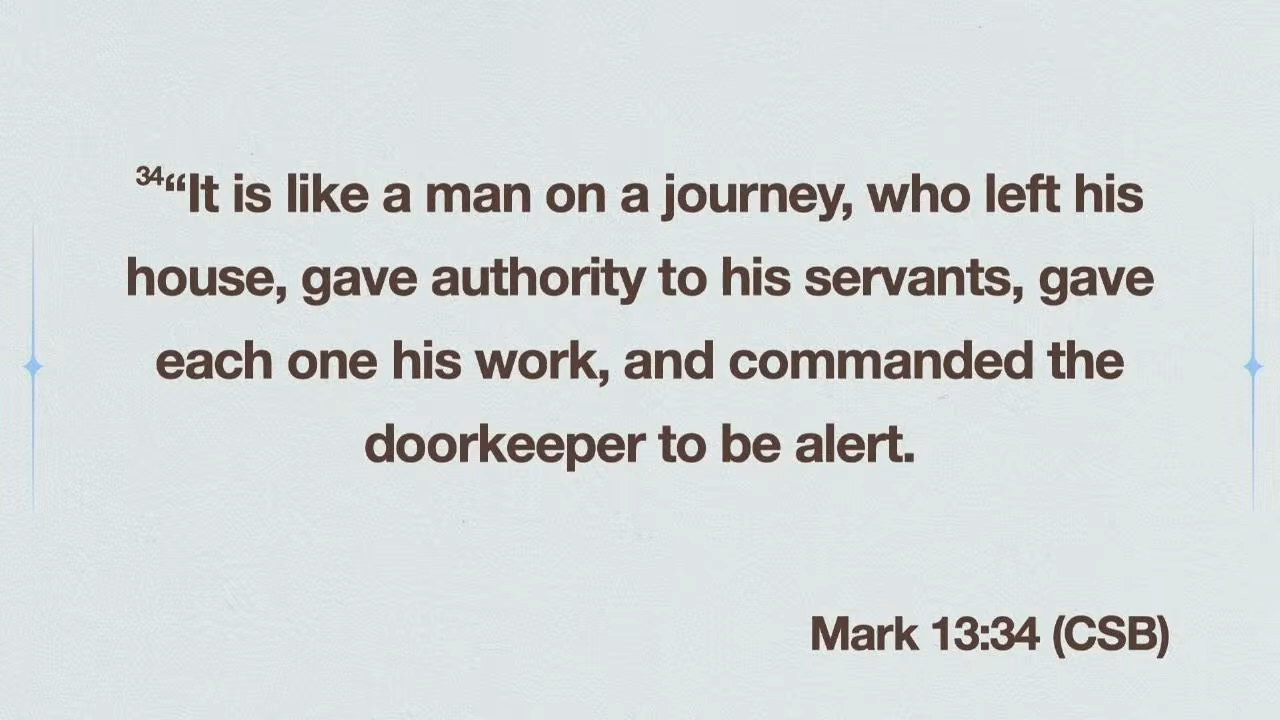 34“It is like a man on a journey, who left his
house, gave authority to his servants, gave
each one his work, and commanded the
doorkeeper to be alert.
Mark 13:34 (CSB)